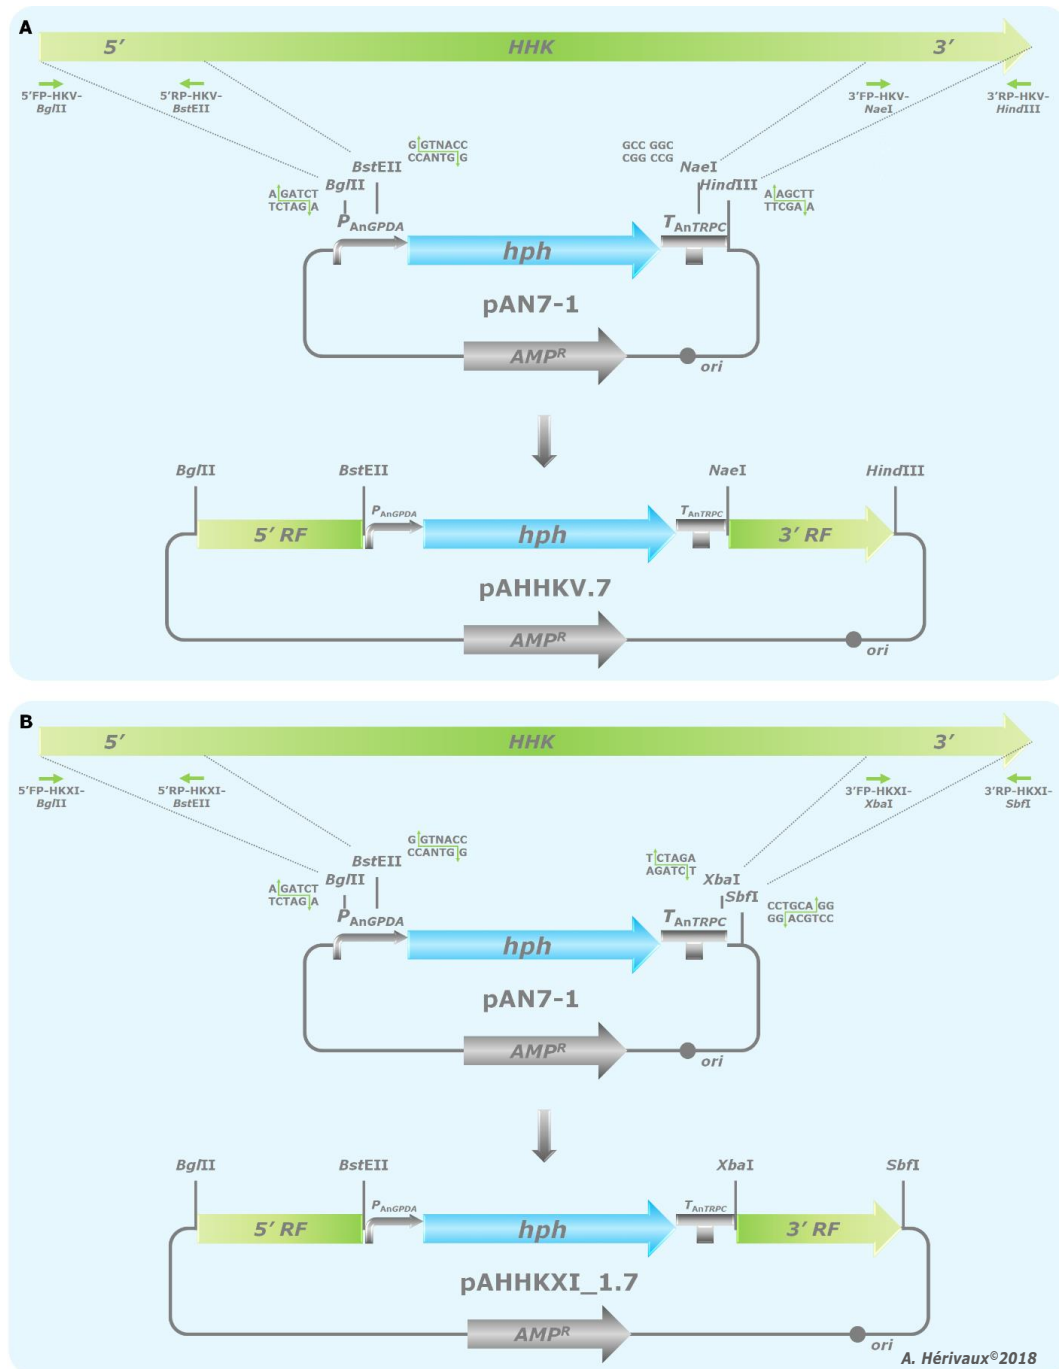 A
5′ HHK 3′
5′FP-HKV-
BglII
5′RP-HKV-
BstEII
3′FP-HKV-
NaeI
3′RP-HKV-
HindIII
G GTNACC
CCANTG G
BstEII
GCC GGC
CGG CCG
NaeI
BglII
HindIII
A GATCT
TCTAG A
A AGCTT
TTCGA A
PAnGPDA
TAnTRPC
hph
pAN7-1
AMPR
ori
BglII BstEII NaeI HindIII
PAnGPDA
TAnTRPC
5′ RF hph 3′ RF
pAHHKV.7
AMPR
ori
B
5′ HHK 3′
5′FP-HKXI-
BglII
5′RP-HKXI-
BstEII
3′FP-HKXI-
XbaI
3′RP-HKXI-
SbfI
G GTNACC
CCANTG G
BstEII
T CTAGA
AGATC T
XbaI
BglII
SbfI
A GATCT
TCTAG A
CCTGCA GG
GG ACGTCC
PAnGPDA
TAnTRPC
hph
pAN7-1
AMPR
ori
BglII BstEII XbaI SbfI
PAnGPDA
TAnTRPC
5′ RF hph 3′ RF
pAHHKXI_1.7
AMPR
ori
A. Hérivaux©2018